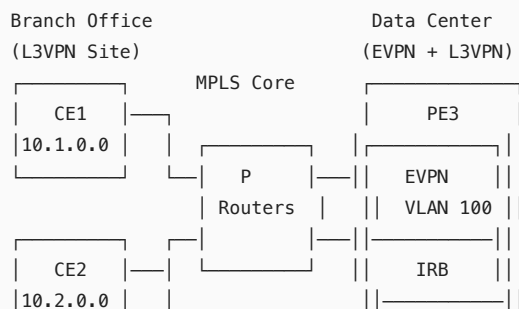 Branch Office Data Center
(L3VPN Site) (EVPN + L3VPN)
MPLS Core
CE1 PE3
10.1.0.0
P EVPN
Routers VLAN 100
CE2 IRB
10.2.0.0